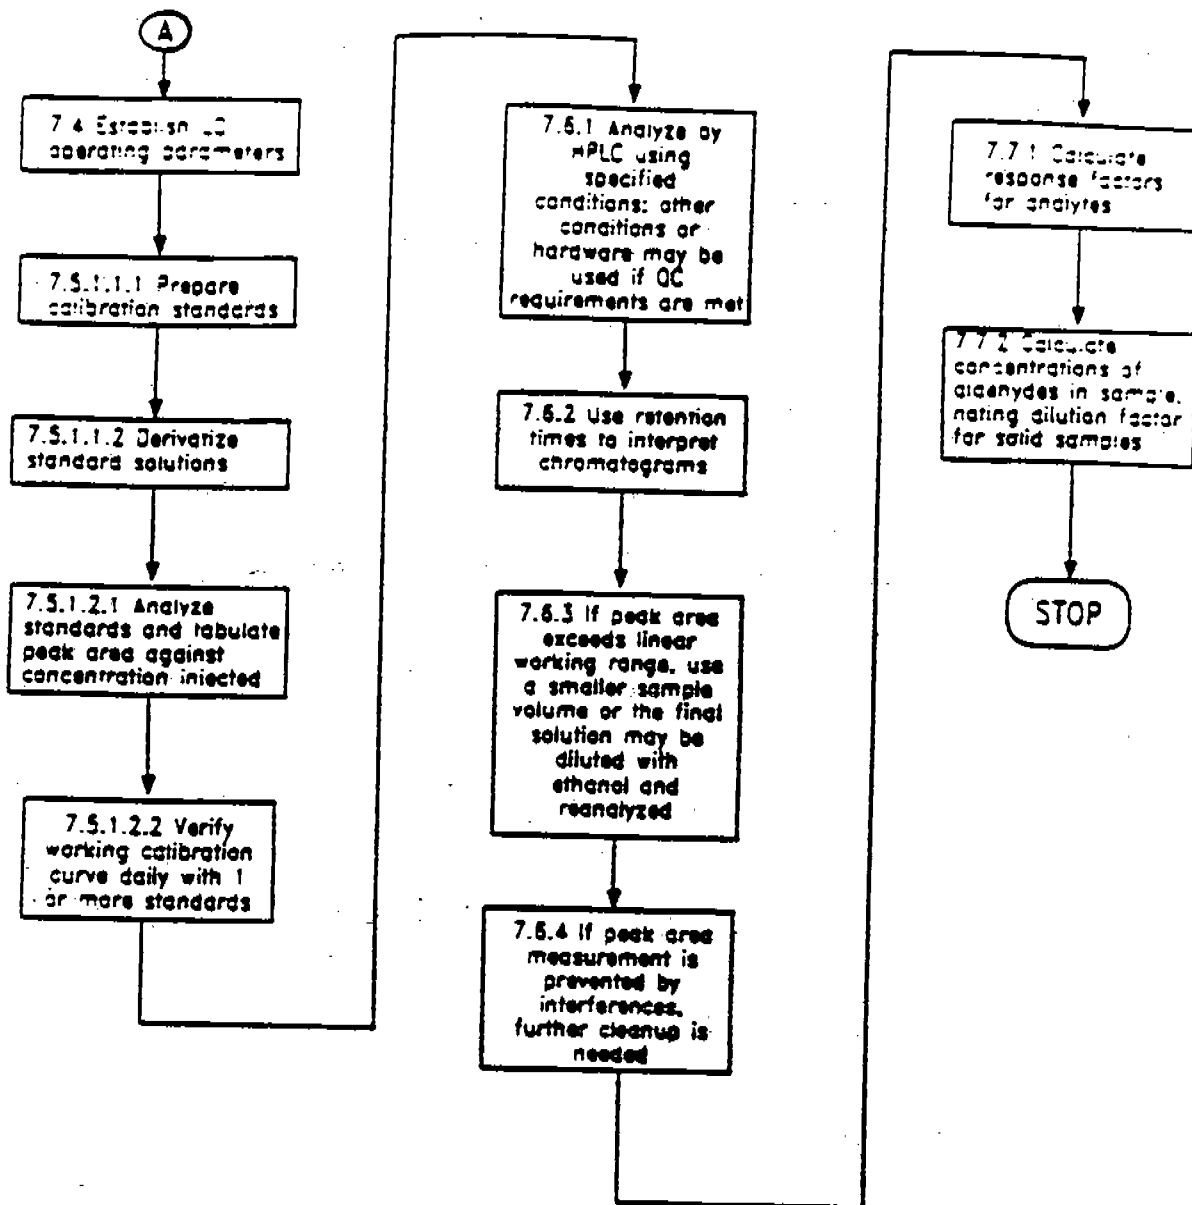 A
7.4 Establish LC
operating parameters
7.5.1.1.1 Prepare
calibration standards
7.5.1.1.2 Derivatize
standard solutions
7.5.1.2.1 Analyze
standards and tabulate
peak area against
concentration injected
7.5.1.2.2 Verify
working calibration
curve daily with 1
or more standards
7.6.1 Analyze by
HPLC using
specified
conditions; other
conditions or
hardware may be
used if QC
requirements are met
7.6.2 Use retention
times to interpret
chromatograms
7.6.3 If peak area
exceeds linear
working range, use
a smaller sample
volume or the final
solution may be
diluted with
ethanol and
reanalyzed
7.6.4 If peak area
measurement is
prevented by
interferences,
further cleanup is
needed
7.7.1 Calculate
response factors
for analytes
7.7.2 Calculate
concentrations of
aldehydes in sample,
noting dilution factor
for solid samples
STOP